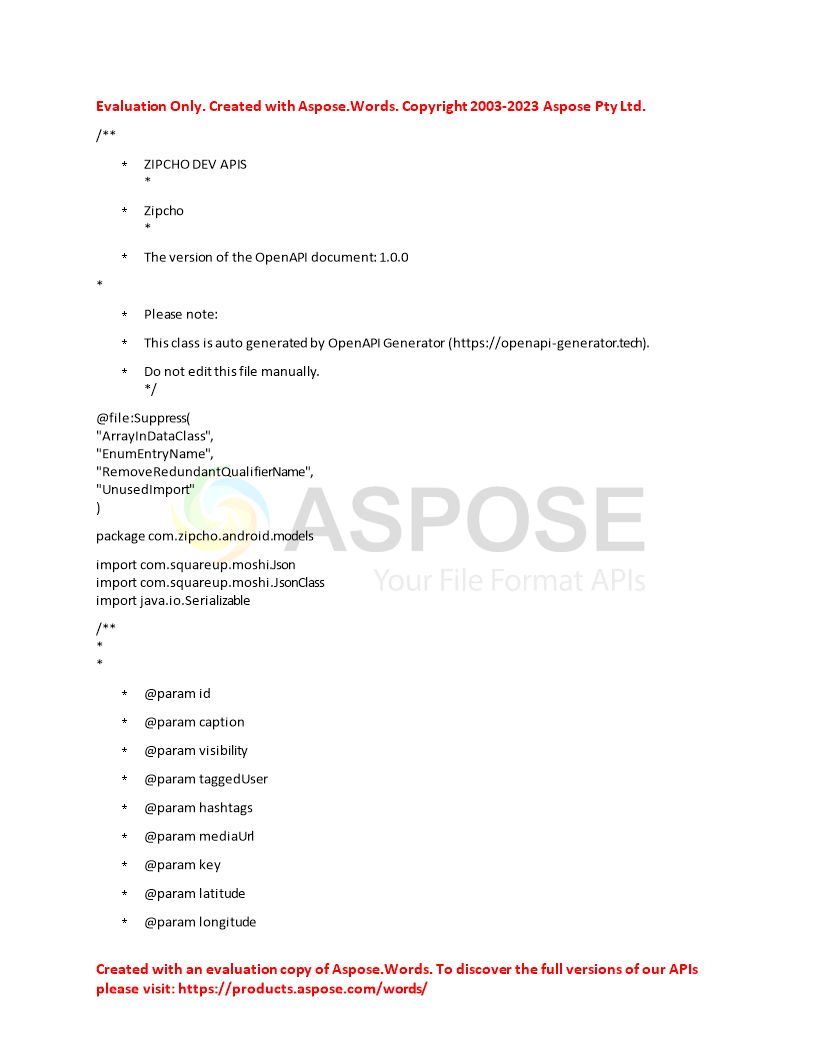 Evaluation Only. Created with Aspose.Words. Copyright 2003-2023 Aspose Pty Ltd.
/**
* ZIPCHO DEV APIS
*
* Zipcho
*
* The version of the OpenAPI document: 1.0.0
*
* Please note:
* This class is auto generated by OpenAPI Generator (https://openapi-generator.tech).
* Do not edit this file manually.
*/
@file:Suppress(
"ArrayInDataClass",
"EnumEntryName",
"RemoveRedundantQualifierName",
"UnusedImport"
)
ASPOSE
package com.zipcho.android.models
import com.squareup.moshi.Json
Your File Format APIs
import com.squareup.moshi.JsonClass
import java.io.Serializable
/**
*
*
* @param id
* @param caption
* @param visibility
* @param taggedUser
* @param hashtags
* @param mediaUrl
* @param key
* @param latitude
* @param longitude
Created with an evaluation copy of Aspose.Words. To discover the full versions of our APIs
please visit: https://products.aspose.com/words/